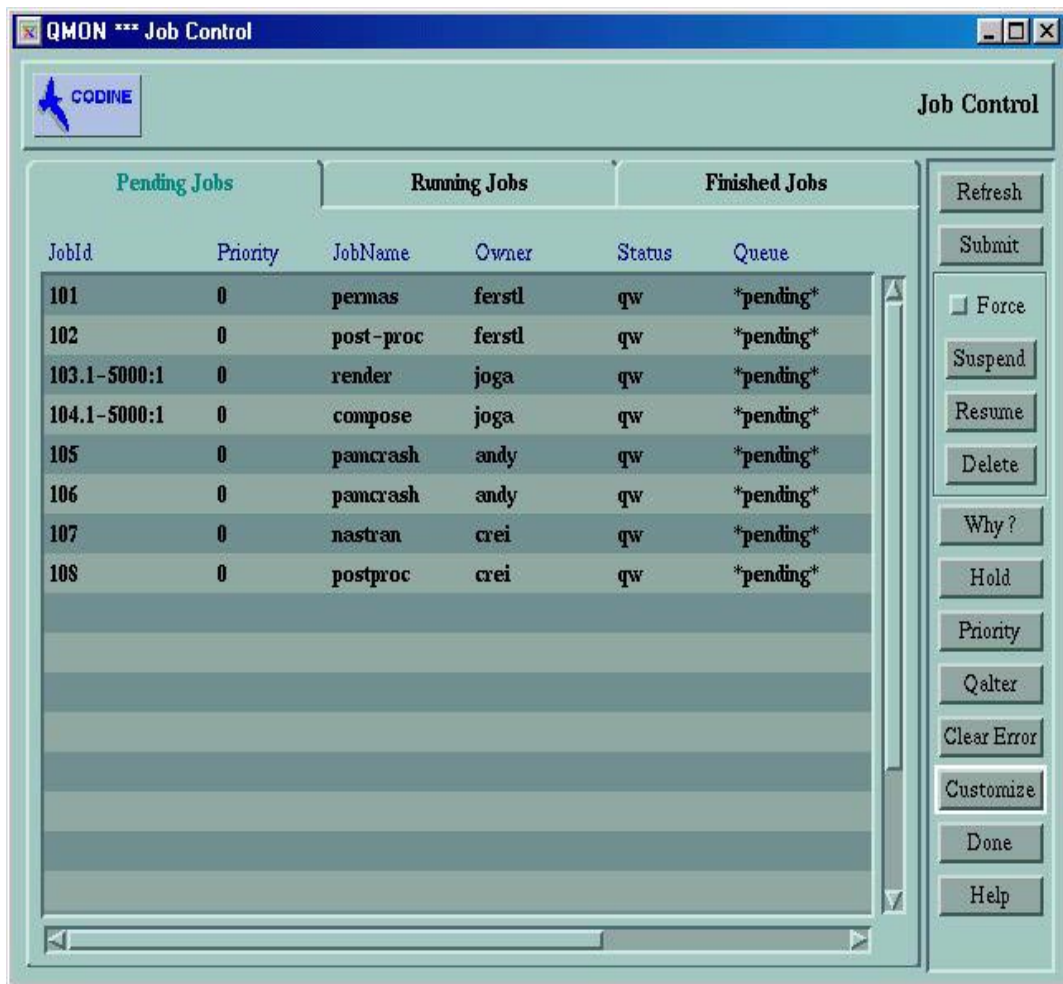 QMON *** Job Control
CODINE
Job Control
Pending Jobs Running Jobs Finished Jobs
JobId Priority JobName Owner Status Queue
101 0 permas ferstl qw *pending*
102 0 post-proc ferstl qw *pending*
103.1-5000:1 0 render joga qw *pending*
104.1-5000:1 0 compose joga qw *pending*
105 0 pamcrash andy qw *pending*
106 0 pamcrash andy qw *pending*
107 0 nastran crei qw *pending*
108 0 postproc crei qw *pending*
Refresh
Submit
Force
Suspend
Resume
Delete
Why ?
Hold
Priority
Qalter
Clear Error
Customize
Done
Help